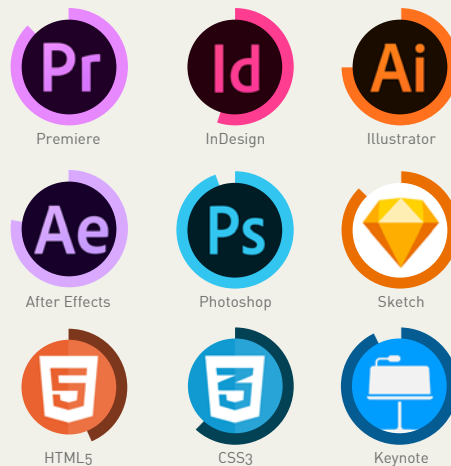 Pr Id Ai
Premiere InDesign Illustrator
Ae Ps
After Effects Photoshop Sketch
5 3
HTML5 CSS3 Keynote